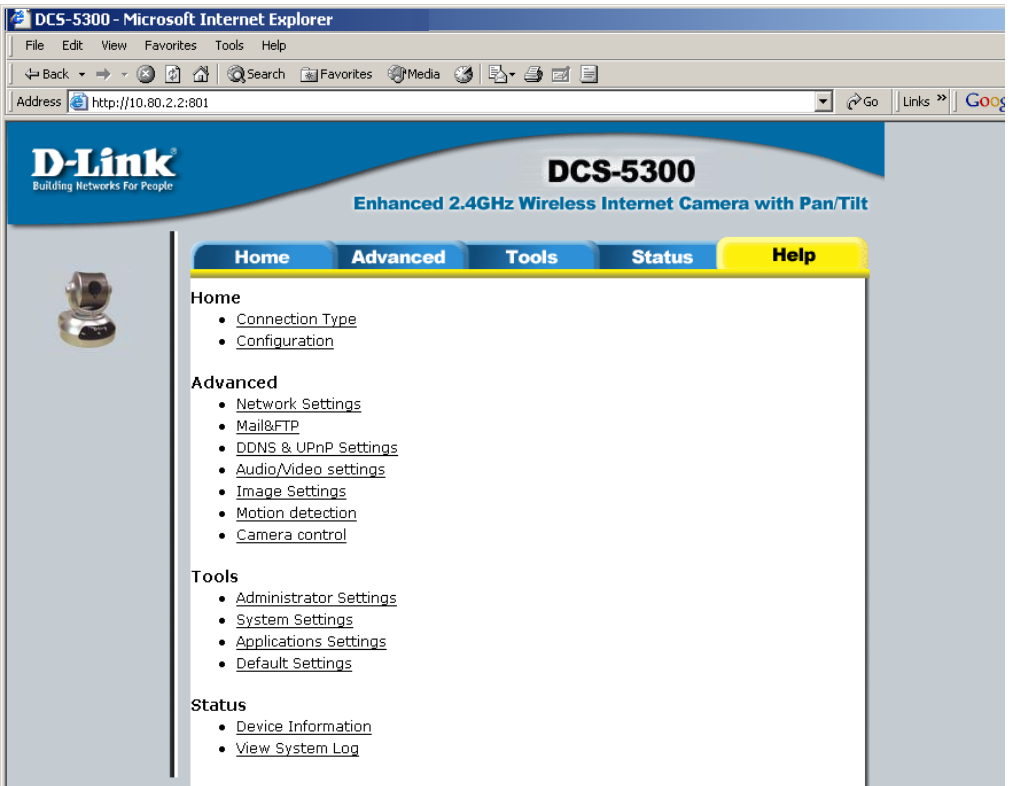 DCS-5300 - Microsoft Internet Explorer
File Edit View Favorites Tools Help
Back Search Favorites Media
Address http://10.80.2.2:801 Go Links »
D-Link
Building Networks For People
DCS-5300
Enhanced 2.4GHz Wireless Internet Camera with Pan/Tilt
Home Advanced Tools Status Help
Home
• Connection Type
• Configuration
Advanced
• Network Settings
• Mail&FTP
• DDNS & UPnP Settings
• Audio/Video settings
• Image Settings
• Motion detection
• Camera control
Tools
• Administrator Settings
• System Settings
• Applications Settings
• Default Settings
Status
• Device Information
• View System Log